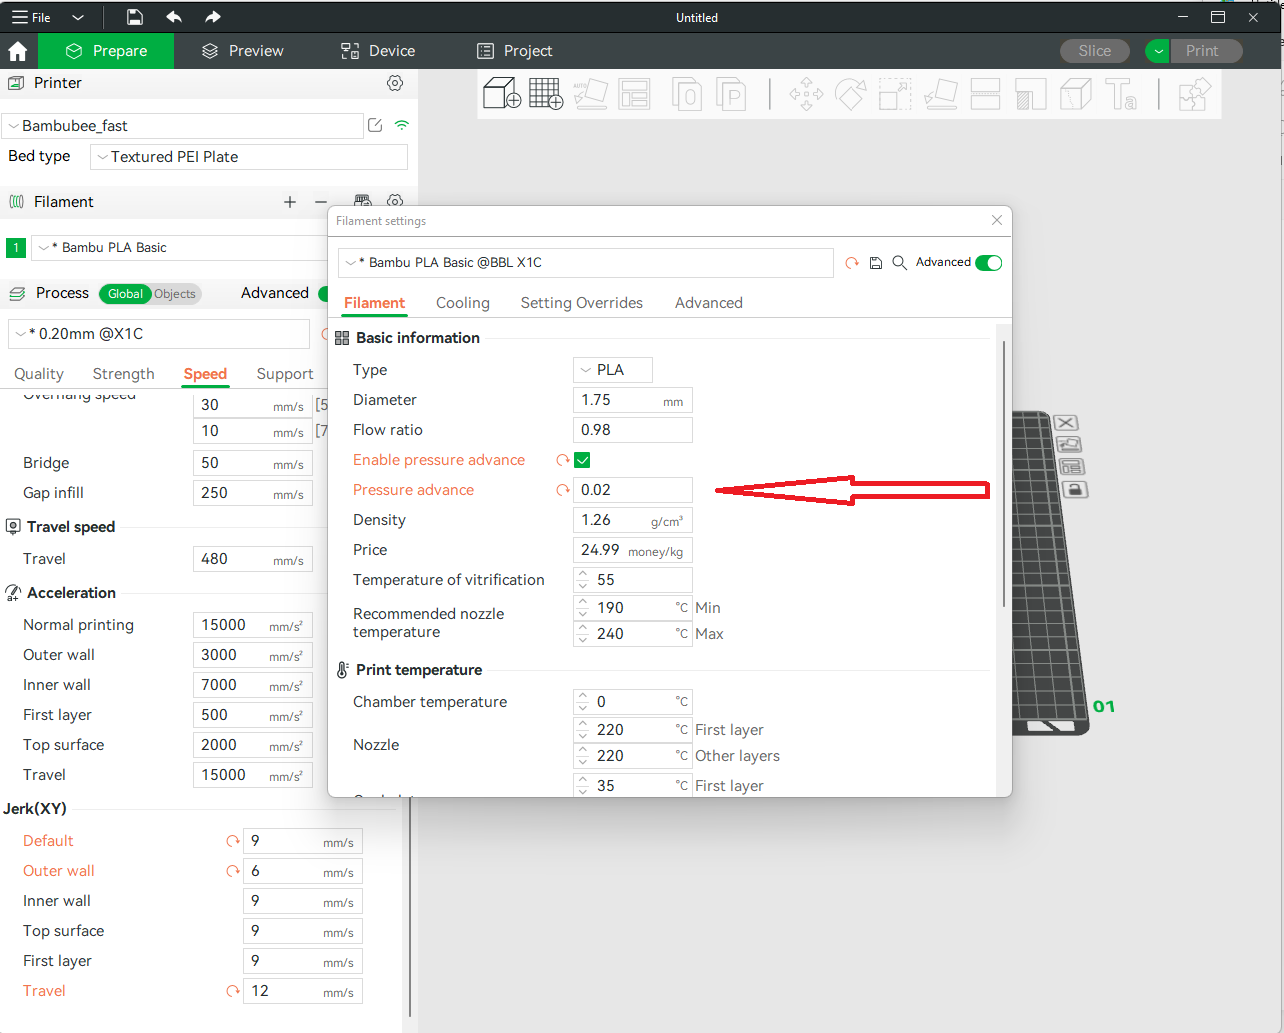 File
Untitled
Prepare
Preview
Device
Project
Slice
Print
Printer
Bambubee_fast
Bed type
Textured PEI Plate
Filament
1
* Bambu PLA Basic
Process
Global
Objects
Advanced
* 0.20mm @X1C
Quality
Strength
Speed
Support
Overhang speed
30 mm/s [5
10 mm/s [7
Bridge 50 mm/s
Gap infill 250 mm/s
Travel speed
Travel 480 mm/s
Acceleration
Normal printing 15000 mm/s²
Outer wall 3000 mm/s²
Inner wall 7000 mm/s²
First layer 500 mm/s²
Top surface 2000 mm/s²
Travel 15000 mm/s²
Jerk(XY)
Default 9 mm/s
Outer wall 6 mm/s
Inner wall 9 mm/s
Top surface 9 mm/s
First layer 9 mm/s
Travel 12 mm/s
AUTO
O
P
Ta
Filament settings
* Bambu PLA Basic @BBL X1C
Advanced
Filament
Cooling
Setting Overrides
Advanced
Basic information
Type PLA
Diameter 1.75 mm
Flow ratio 0.98
Enable pressure advance
Pressure advance 0.02
Density 1.26 g/cm³
Price 24.99 money/kg
Temperature of vitrification 55
Recommended nozzle
temperature
190 °C Min
240 °C Max
Print temperature
Chamber temperature 0 °C
Nozzle
220 °C First layer
220 °C Other layers
35 °C First layer
01